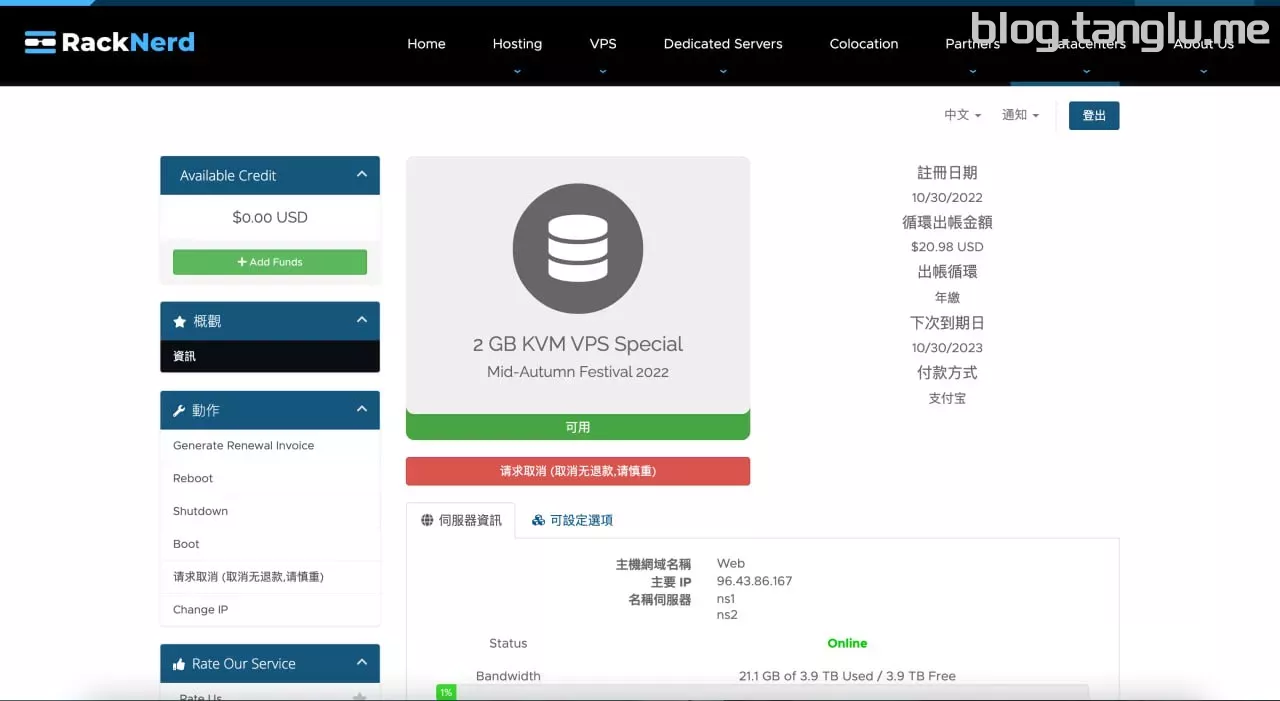 RackNerd
Home
Hosting
VPS
Dedicated Servers
Colocation
Partners
Datacenters
About Us
blog.tanglu.me
中文
通知
登出
Available Credit
$0.00 USD
+ Add Funds
概觀
資訊
動作
Generate Renewal Invoice
Reboot
Shutdown
Boot
请求取消 (取消无退款,请慎重)
Change IP
Rate Our Service
Rate Us
2 GB KVM VPS Special
Mid-Autumn Festival 2022
可用
请求取消 (取消无退款,请慎重)
註冊日期
10/30/2022
循環出帳金額
$20.98 USD
出帳循環
年繳
下次到期日
10/30/2023
付款方式
支付宝
伺服器資訊
可設定選項
主機網域名稱 Web
主要 IP 96.43.86.167
名稱伺服器 ns1
ns2
Status Online
Bandwidth 21.1 GB of 3.9 TB Used / 3.9 TB Free
1%